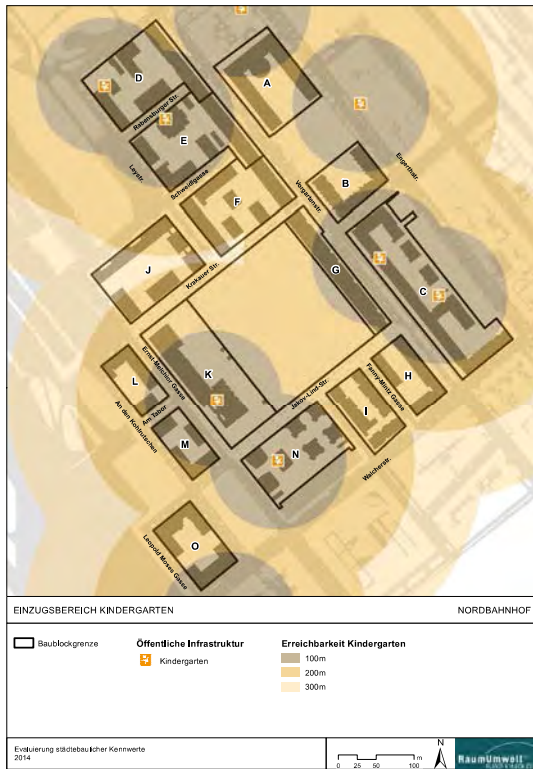 D
A
Rabensburger Str.
E
Leystr.
Engerthstr.
Schweidlgasse
B
F
Vorgartenstr.
J
Krakauer Str.
G
C
Ernst-Melchior Gasse
K
L
H
Fanny-Mintz Gasse
Jakov-Lind-Str.
An den Kohlrutschen
Am Tabor
I
M
N
Walcherstr.
O
Leopold Moses Gasse
EINZUGSBEREICH KINDERGARTEN
NORDBAHNHOF
Baublockgrenze
Öffentliche Infrastruktur
Kindergarten
Erreichbarkeit Kindergarten
100m
200m
300m
Evaluierung städtebaulicher Kennwerte
2014
0 25 50 100 m
N
RaumUmwelt